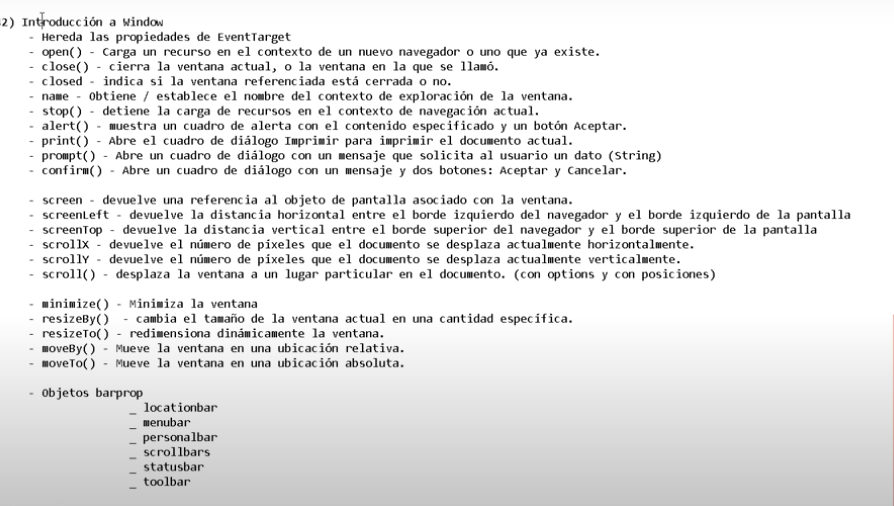 2) Introducción a Window
- Hereda las propiedades de EventTarget
- open() - Carga un recurso en el contexto de un nuevo navegador o uno que ya existe.
- close() - cierra la ventana actual, o la ventana en la que se llamó.
- closed - indica si la ventana referenciada está cerrada o no.
- name - Obtiene / establece el nombre del contexto de exploración de la ventana.
- stop() - detiene la carga de recursos en el contexto de navegación actual.
- alert() - muestra un cuadro de alerta con el contenido especificado y un botón Aceptar.
- print() - Abre el cuadro de diálogo Imprimir para imprimir el documento actual.
- prompt() - Abre un cuadro de diálogo con un mensaje que solicita al usuario un dato (String)
- confirm() - Abre un cuadro de diálogo con un mensaje y dos botones: Aceptar y Cancelar.
- screen - devuelve una referencia al objeto de pantalla asociado con la ventana.
- screenLeft - devuelve la distancia horizontal entre el borde izquierdo del navegador y el borde izquierdo de la pantalla
- screenTop - devuelve la distancia vertical entre el borde superior del navegador y el borde superior de la pantalla
- scrollX - devuelve el número de píxeles que el documento se desplaza actualmente horizontalmente.
- scrollY - devuelve el número de píxeles que el documento se desplaza actualmente verticalmente.
- scroll() - desplaza la ventana a un lugar particular en el documento. (con options y con posiciones)
- minimize() - Minimiza la ventana
- resizeBy() - cambia el tamaño de la ventana actual en una cantidad específica.
- resizeTo() - redimensiona dinámicamente la ventana.
- moveBy() - Mueve la ventana en una ubicación relativa.
- moveTo() - Mueve la ventana en una ubicación absoluta.
- Objetos barprop
_ locationbar
_ menubar
_ personalbar
_ scrollbars
_ statusbar
_ toolbar